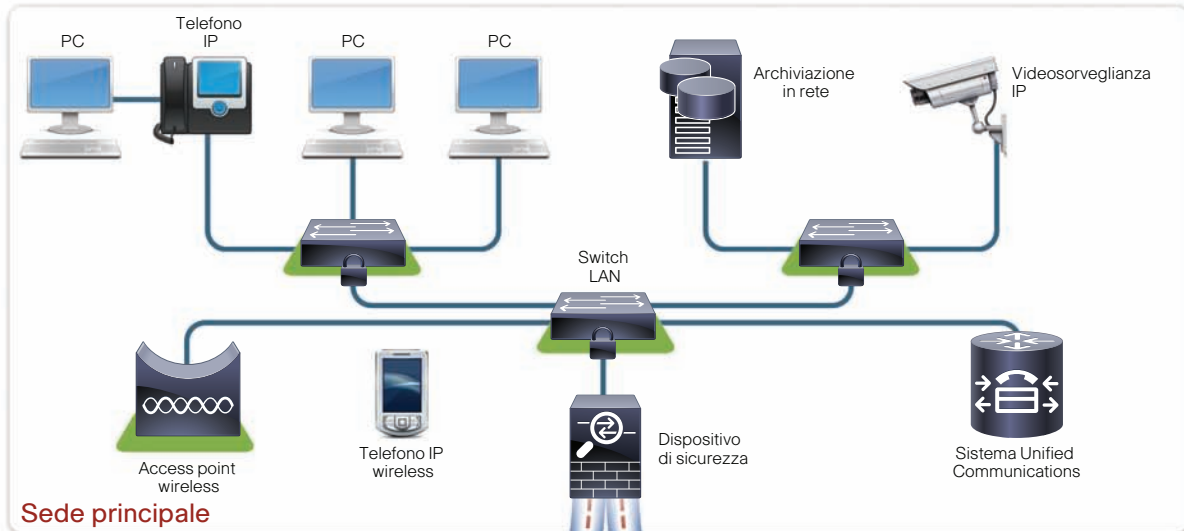 PC
Telefono
IP
PC
PC
Archiviazione
in rete
Videosorveglianza
IP
Switch
LAN
Access point
wireless
Telefono IP
wireless
Dispositivo
di sicurezza
Sistema Unified
Communications
Sede principale